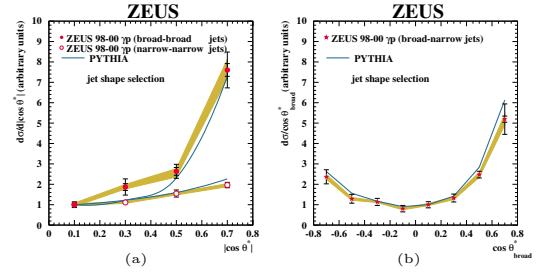 ZEUS
dσ/d|cos θ*| (arbitrary units)
10
9
8
7
6
5
4
3
2
1
0
ZEUS 98-00 γp (broad-broad jets)
ZEUS 98-00 γp (narrow-narrow jets)
PYTHIA
jet shape selection
0 0.1 0.2 0.3 0.4 0.5 0.6 0.7 0.8
|cos θ*|
(a)
ZEUS
dσ/dcos θ*broad (arbitrary units)
10
9
8
7
6
5
4
3
2
1
0
ZEUS 98-00 γp (broad-narrow jets)
PYTHIA
jet shape selection
-0.8 -0.6 -0.4 -0.2 0 0.2 0.4 0.6 0.8
cos θ*broad
(b)